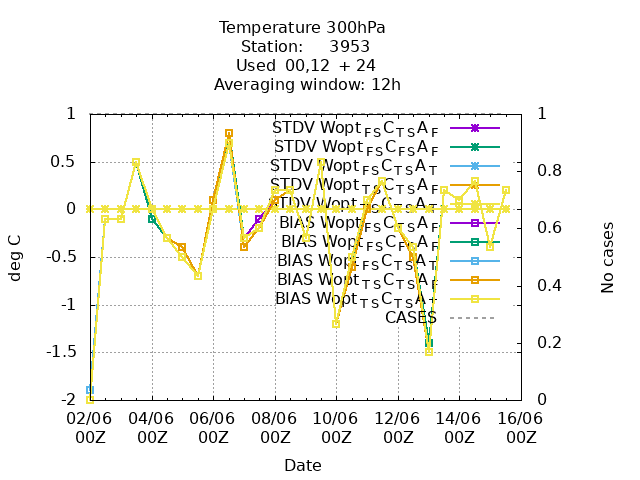 Temperature 300hPa
Station: 3953
Used 00,12 + 24
Averaging window: 12h
deg C
No cases
1
0.5
0
-0.5
-1
-1.5
-2
1
0.8
0.6
0.4
0.2
0
STDV Wopt FS C TS A F
STDV Wopt FS C FS A F
STDV Wopt FS C TS A T
STDV Wopt TS C TS A F
STDV Wopt TS C TS A T
BIAS Wopt FS C TS A F
BIAS Wopt FS C FS A F
BIAS Wopt FS C TS A T
BIAS Wopt TS C TS A F
BIAS Wopt TS C TS A T
CASES
02/06 04/06 06/06 08/06 10/06 12/06 14/06 16/06
00Z 00Z 00Z 00Z 00Z 00Z 00Z 00Z
Date